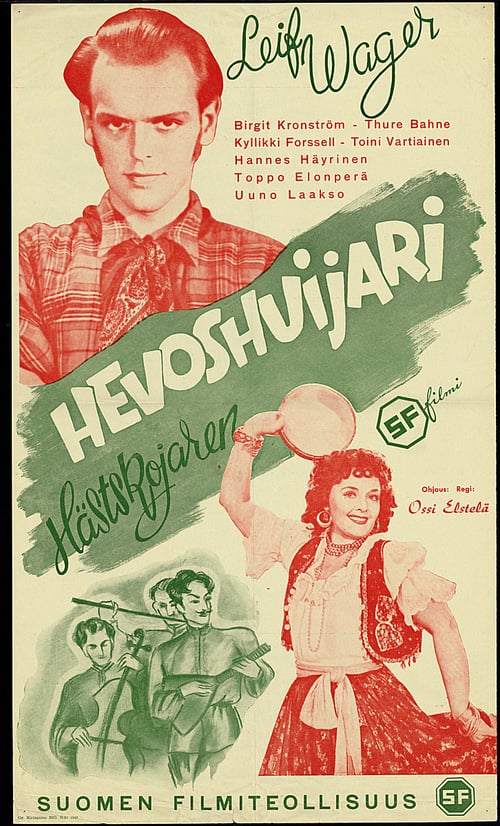 Leif Wager
Birgit Kronström - Thure Bahne
Kyllikki Forssell - Toini Vartiainen
Hannes Häyrinen
Toppo Elonperä
Uuno Laakso
HEVOSHUIJARI
Hästskojaren
SF filmi
Ohjaus: Regi:
Ossi Elstelä
SUOMEN FILMITEOLLISUUS SF